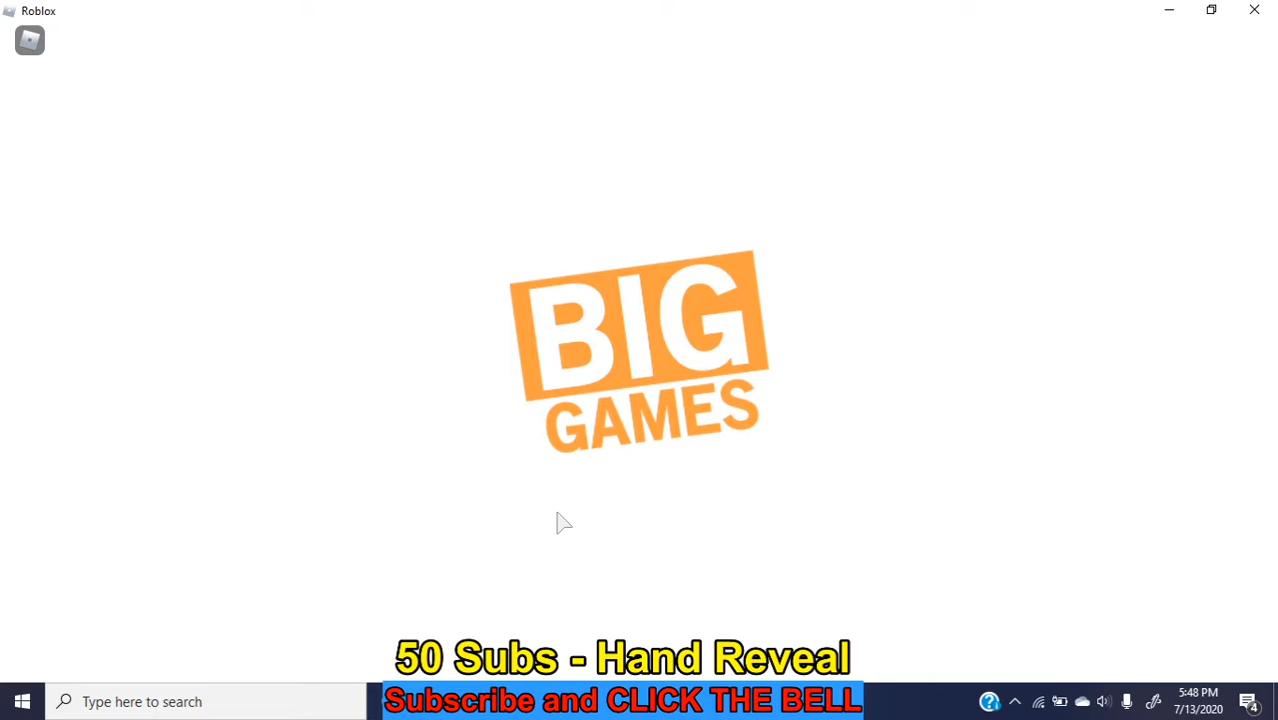 Roblox
BIG
GAMES
50 Subs - Hand Reveal
Subscribe and CLICK THE BELL
Type here to search
5:48 PM
7/13/2020
4